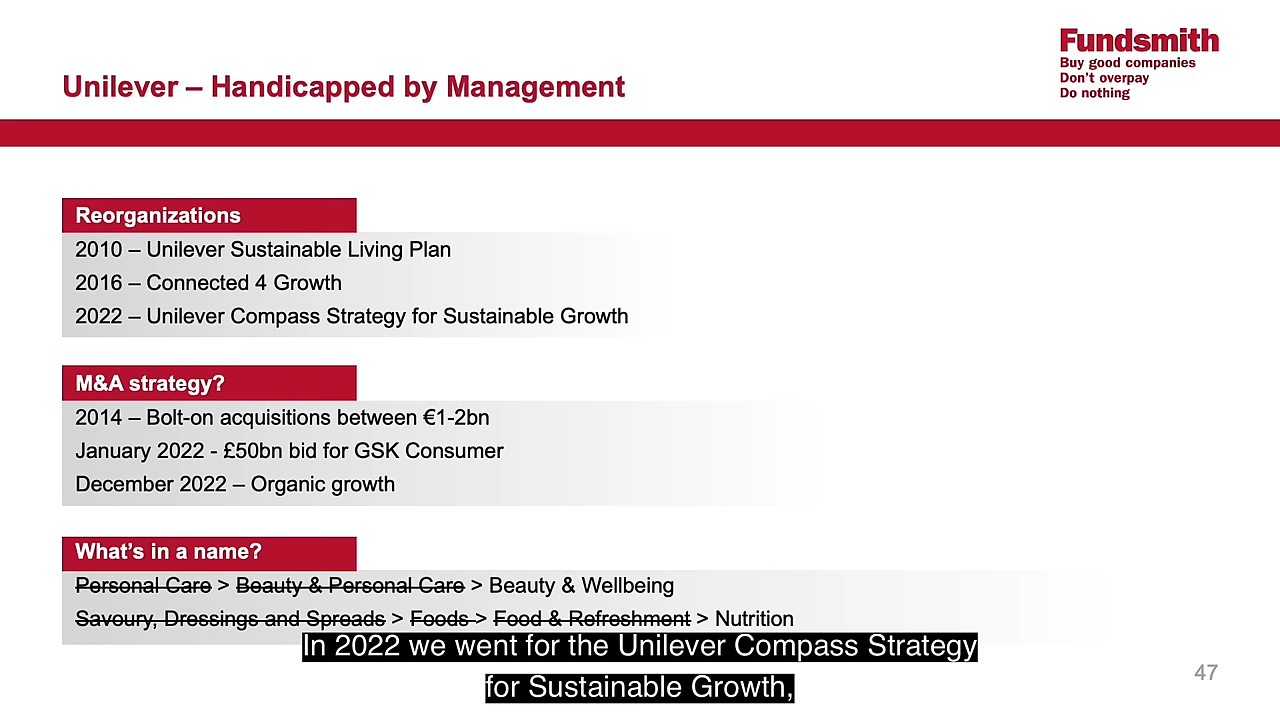 Fundsmith
Buy good companies
Don't overpay
Do nothing
Unilever – Handicapped by Management
Reorganizations
2010 – Unilever Sustainable Living Plan
2016 – Connected 4 Growth
2022 – Unilever Compass Strategy for Sustainable Growth
M&A strategy?
2014 – Bolt-on acquisitions between €1-2bn
January 2022 - £50bn bid for GSK Consumer
December 2022 – Organic growth
What's in a name?
Personal Care > Beauty & Personal Care > Beauty & Wellbeing
Savoury, Dressings and Spreads > Foods > Food & Refreshment > Nutrition
In 2022 we went for the Unilever Compass Strategy
for Sustainable Growth,
47